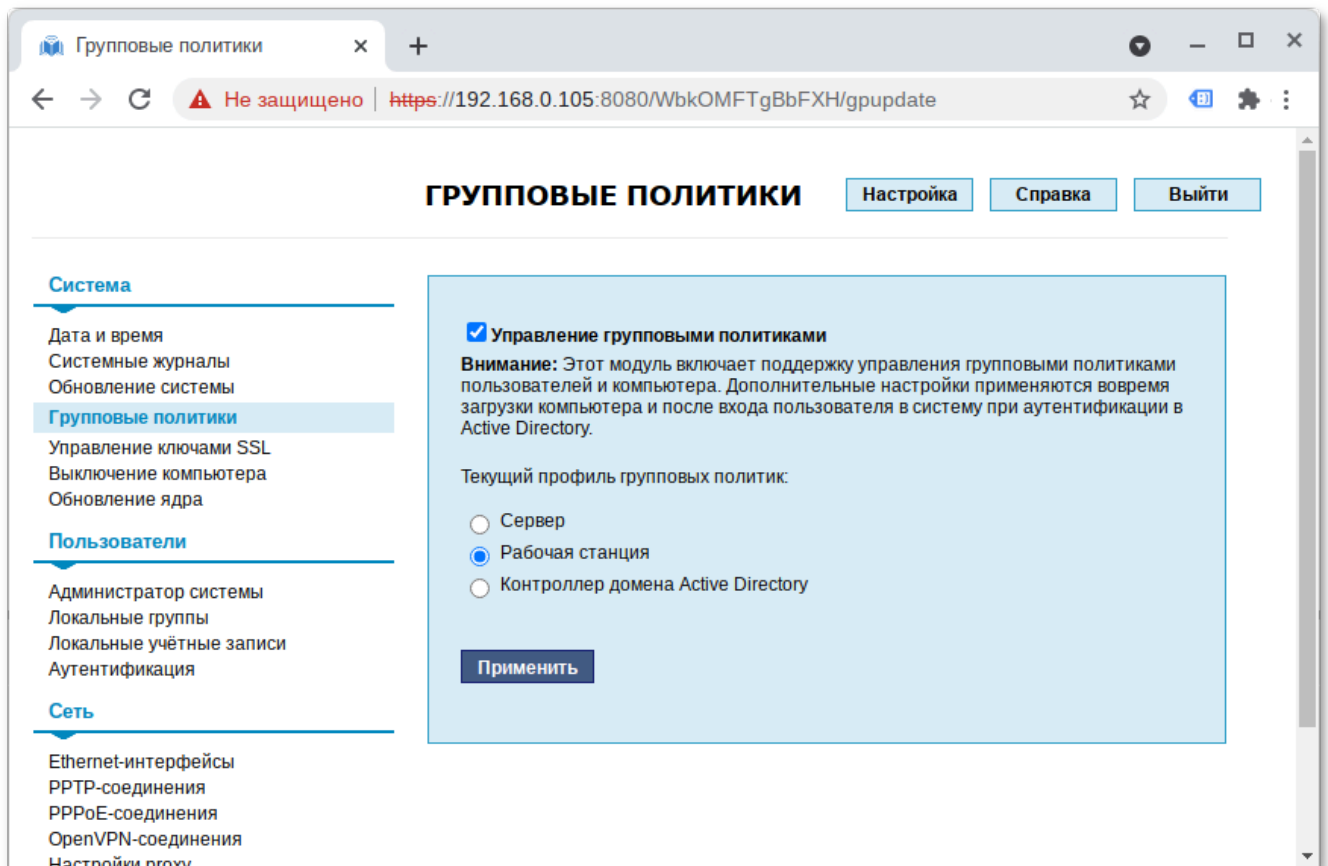 Групповые политики
Не защищено https://192.168.0.105:8080/WbkOMFTgBbFXH/gpupdate
ГРУППОВЫЕ ПОЛИТИКИ
Настройка
Справка
Выйти
Система
Дата и время
Системные журналы
Обновление системы
Групповые политики
Управление ключами SSL
Выключение компьютера
Обновление ядра
Пользователи
Администратор системы
Локальные группы
Локальные учётные записи
Аутентификация
Сеть
Ethernet-интерфейсы
PPTP-соединения
PPPoE-соединения
OpenVPN-соединения
Настройки proxy
Управление групповыми политиками
Внимание: Этот модуль включает поддержку управления групповыми политиками
пользователей и компьютера. Дополнительные настройки применяются вовремя
загрузки компьютера и после входа пользователя в систему при аутентификации в
Active Directory.
Текущий профиль групповых политик:
Сервер
Рабочая станция
Контроллер домена Active Directory
Применить